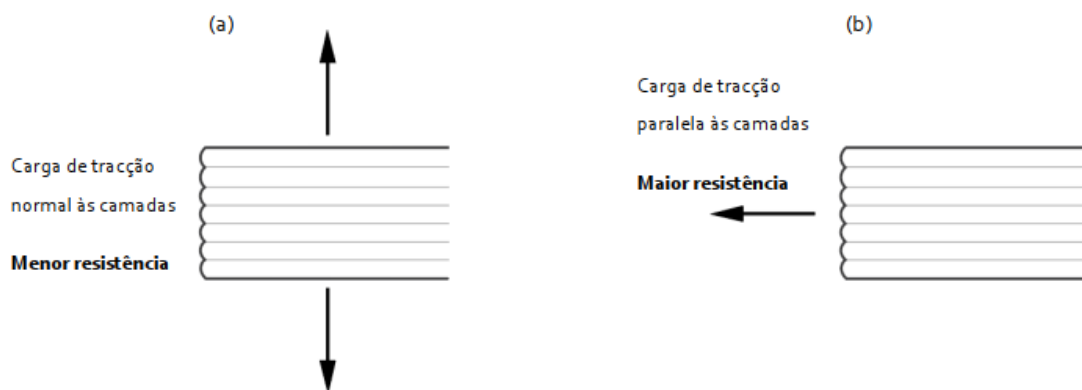 (a)
Carga de tracção
normal às camadas
Menor resistência
(b)
Carga de tracção
paralela às camadas
Maior resistência